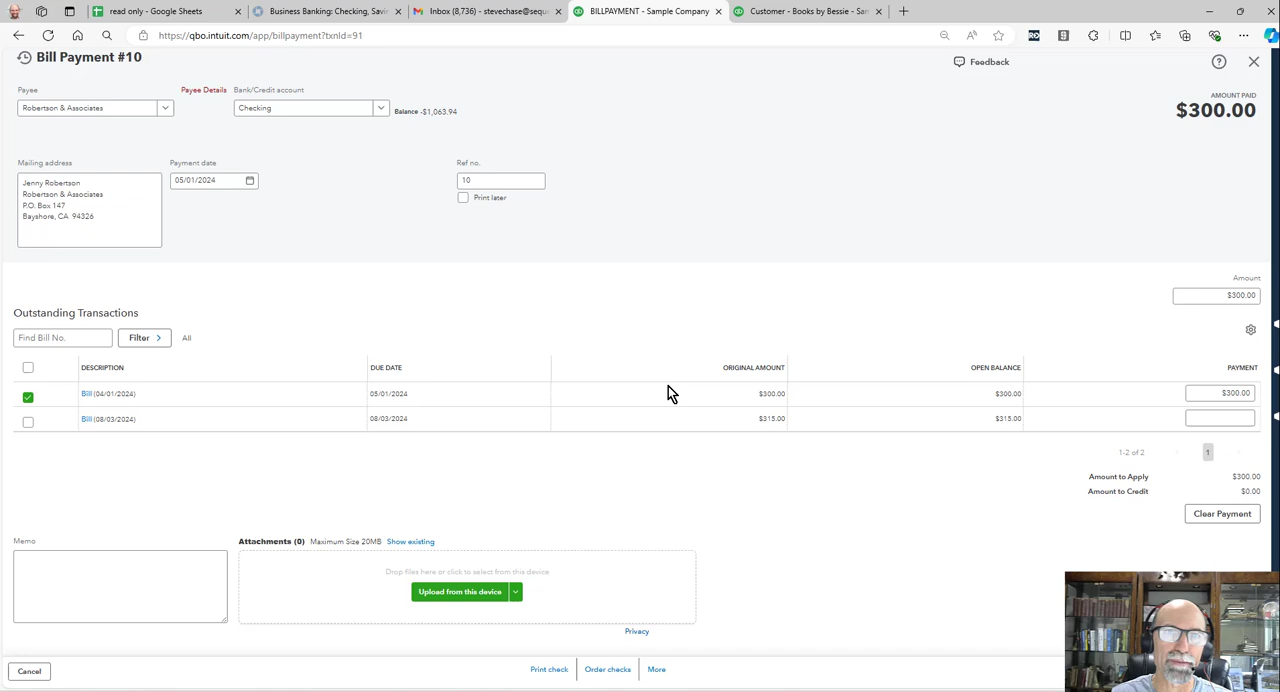 read only - Google Sheets
Business Banking: Checking, Savin
Inbox (8,736) - stevechase@sequ
BILLPAYMENT - Sample Company
Customer - Books by Bessie - Sam
https://qbo.intuit.com/app/billpayment?txnId=91
Bill Payment #10
Feedback
Payee
Payee Details
Bank/Credit account
AMOUNT PAID
Robertson & Associates
Checking
Balance -$1,063.94
$300.00
Mailing address
Payment date
Ref no.
Jenny Robertson
Robertson & Associates
P.O. Box 147
Bayshore, CA 94326
05/01/2024
10
Print later
Amount
$300.00
Outstanding Transactions
Find Bill No.
Filter
All
DESCRIPTION DUE DATE ORIGINAL AMOUNT OPEN BALANCE PAYMENT
Bill (04/01/2024) 05/01/2024 $300.00 $300.00 $300.00
Bill (08/03/2024) 08/03/2024 $315.00 $315.00
1-2 of 2 1
Amount to Apply $300.00
Amount to Credit $0.00
Clear Payment
Memo
Attachments (0) Maximum Size 20MB Show existing
Drop files here or click to select from this device
Upload from this device
Privacy
Cancel
Print check
Order checks
More